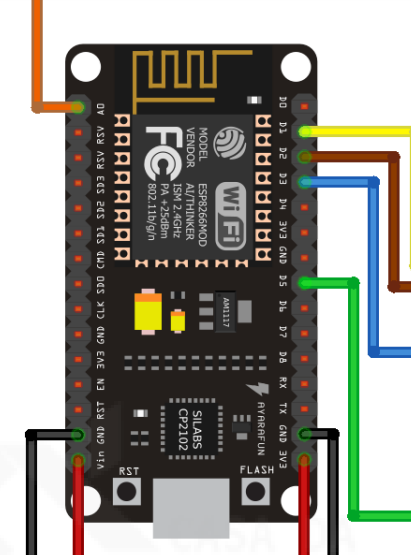 A0
RSV
RSV
SD3
SD2
SD1
CMD
SD0
CLK
GND
3V3
EN
RST
GND
Vin
D0
D1
D2
D3
D4
3V3
GND
D5
D6
D7
D8
RX
TX
GND
3V3
MODEL ESP8266MOD
VENDOR AI/THINKER
ISM 2.4GHz
PA +25dBm
802.11b/g/n
FC
WiFi
AM1117
SILABS
CP2102
AYARAFUN
RST
FLASH